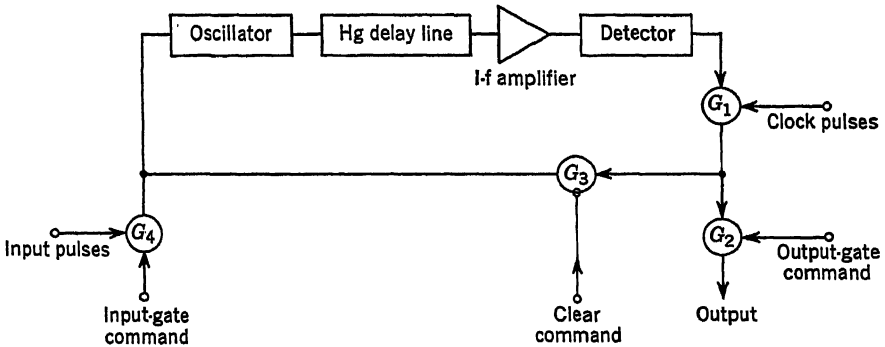 Oscillator
Hg delay line
I-f amplifier
Detector
G1
Clock pulses
G3
G4
Input pulses
G2
Output-gate
command
Input-gate
command
Clear
command
Output